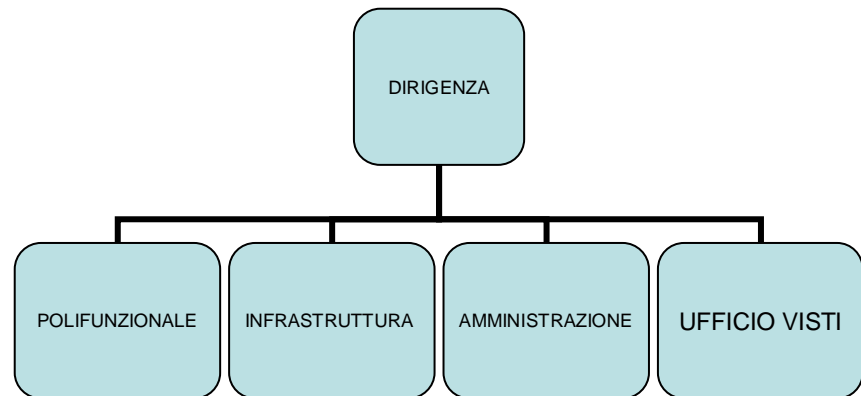 DIRIGENZA
POLIFUNZIONALE
INFRASTRUTTURA
AMMINISTRAZIONE
UFFICIO VISTI